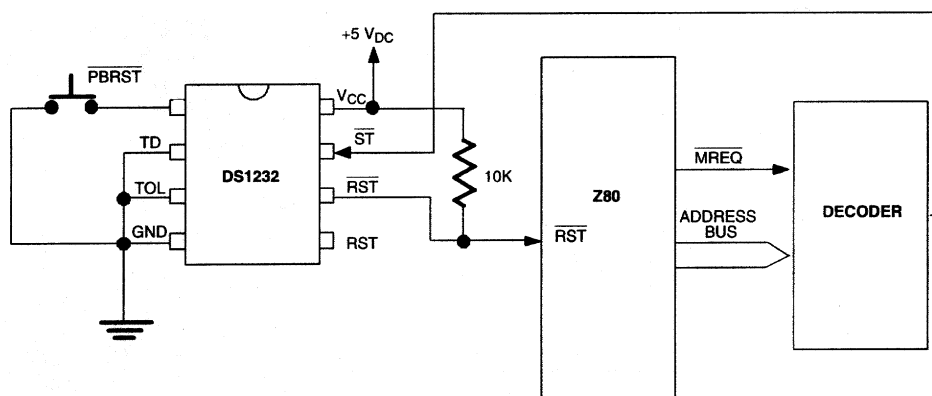 +5 VDC
PBRST
VCC
TD
ST
DS1232
TOL
RST
10K
GND
RST
RST
Z80
MREQ
ADDRESS
BUS
DECODER